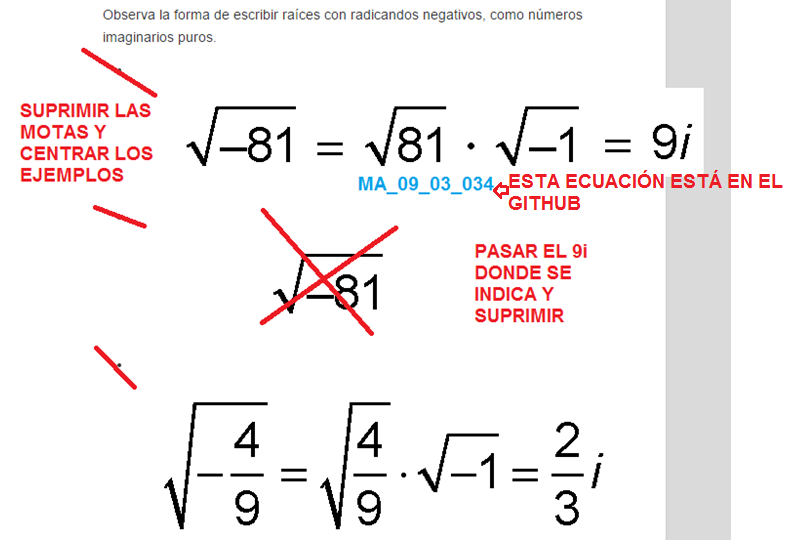 Observa la forma de escribir raíces con radicandos negativos, como números
imaginarios puros.
SUPRIMIR LAS
MOTAS Y
CENTRAR LOS
EJEMPLOS
√−81 = √81 · √−1 = 9i
MA_09_03_034
ESTA ECUACIÓN ESTÁ EN EL
GITHUB
√−81
PASAR EL 9i
DONDE SE
INDICA Y
SUPRIMIR
√−4/9 = √4/9 · √−1 = 2/3 i